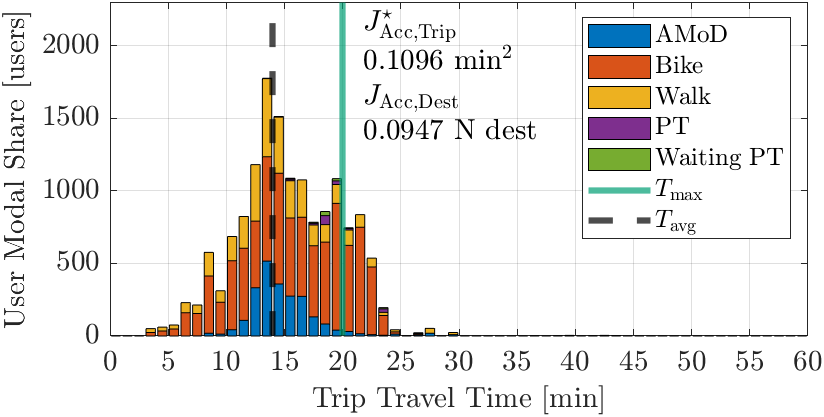 User Modal Share [users]
2000
1500
1000
500
0
0 5 10 15 20 25 30 35 40 45 50 55 60
Trip Travel Time [min]
J⋆Acc,Trip
0.1096 min²
JAcc,Dest
0.0947 N dest
AMoD
Bike
Walk
PT
Waiting PT
Tmax
Tavg